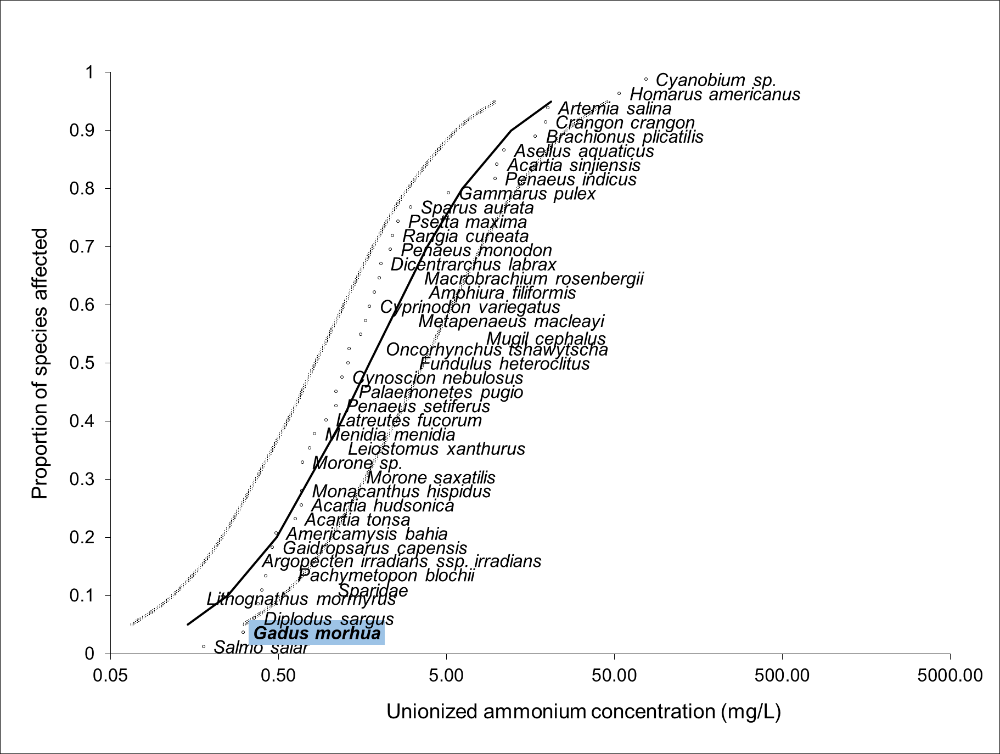 1
Cyanobium sp.
Homarus americanus
Artemia salina
Crangon crangon
0.9
Brachionus plicatilis
Asellus aquaticus
Acartia sinjiensis
Penaeus indicus
0.8
Gammarus pulex
Sparus aurata
Psetta maxima
Rangia cuneata
0.7
Penaeus monodon
Dicentrarchus labrax
Macrobrachium rosenbergii
Amphiura filiformis
0.6
Cyprinodon variegatus
Metapenaeus macleayi
Mugil cephalus
Oncorhynchus tshawytscha
0.5
Fundulus heteroclitus
Cynoscion nebulosus
Palaemonetes pugio
Penaeus setiferus
0.4
Latreutes fucorum
Menidia menidia
Leiostomus xanthurus
Morone sp.
0.3
Morone saxatilis
Monacanthus hispidus
Acartia hudsonica
Acartia tonsa
0.2
Americamysis bahia
Gaidropsarus capensis
Argopecten irradians ssp. irradians
Pachymetopon blochii
Sparidae
0.1
Lithognathus mormyrus
Diplodus sargus
Gadus morhua
Salmo salar
0
Proportion of species affected
0.05 0.50 5.00 50.00 500.00 5000.00
Unionized ammonium concentration (mg/L)